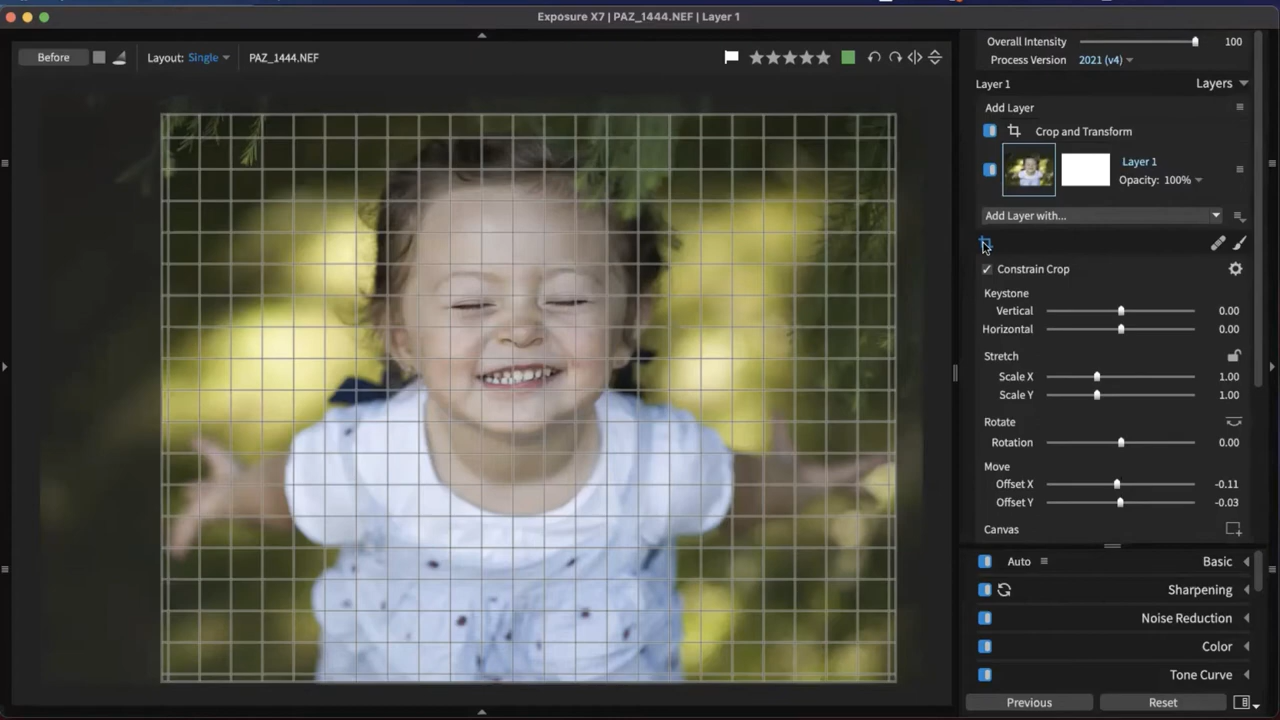 Exposure X7 | PAZ_1444.NEF | Layer 1
Before
Layout: Single
PAZ_1444.NEF
Overall Intensity 100
Process Version 2021 (v4)
Layer 1 Layers
Add Layer
Crop and Transform
Layer 1
Opacity: 100%
Add Layer with...
Constrain Crop
Keystone
Vertical 0.00
Horizontal 0.00
Stretch
Scale X 1.00
Scale Y 1.00
Rotate
Rotation 0.00
Move
Offset X -0.11
Offset Y -0.03
Canvas
Auto Basic
Sharpening
Noise Reduction
Color
Tone Curve
Previous Reset